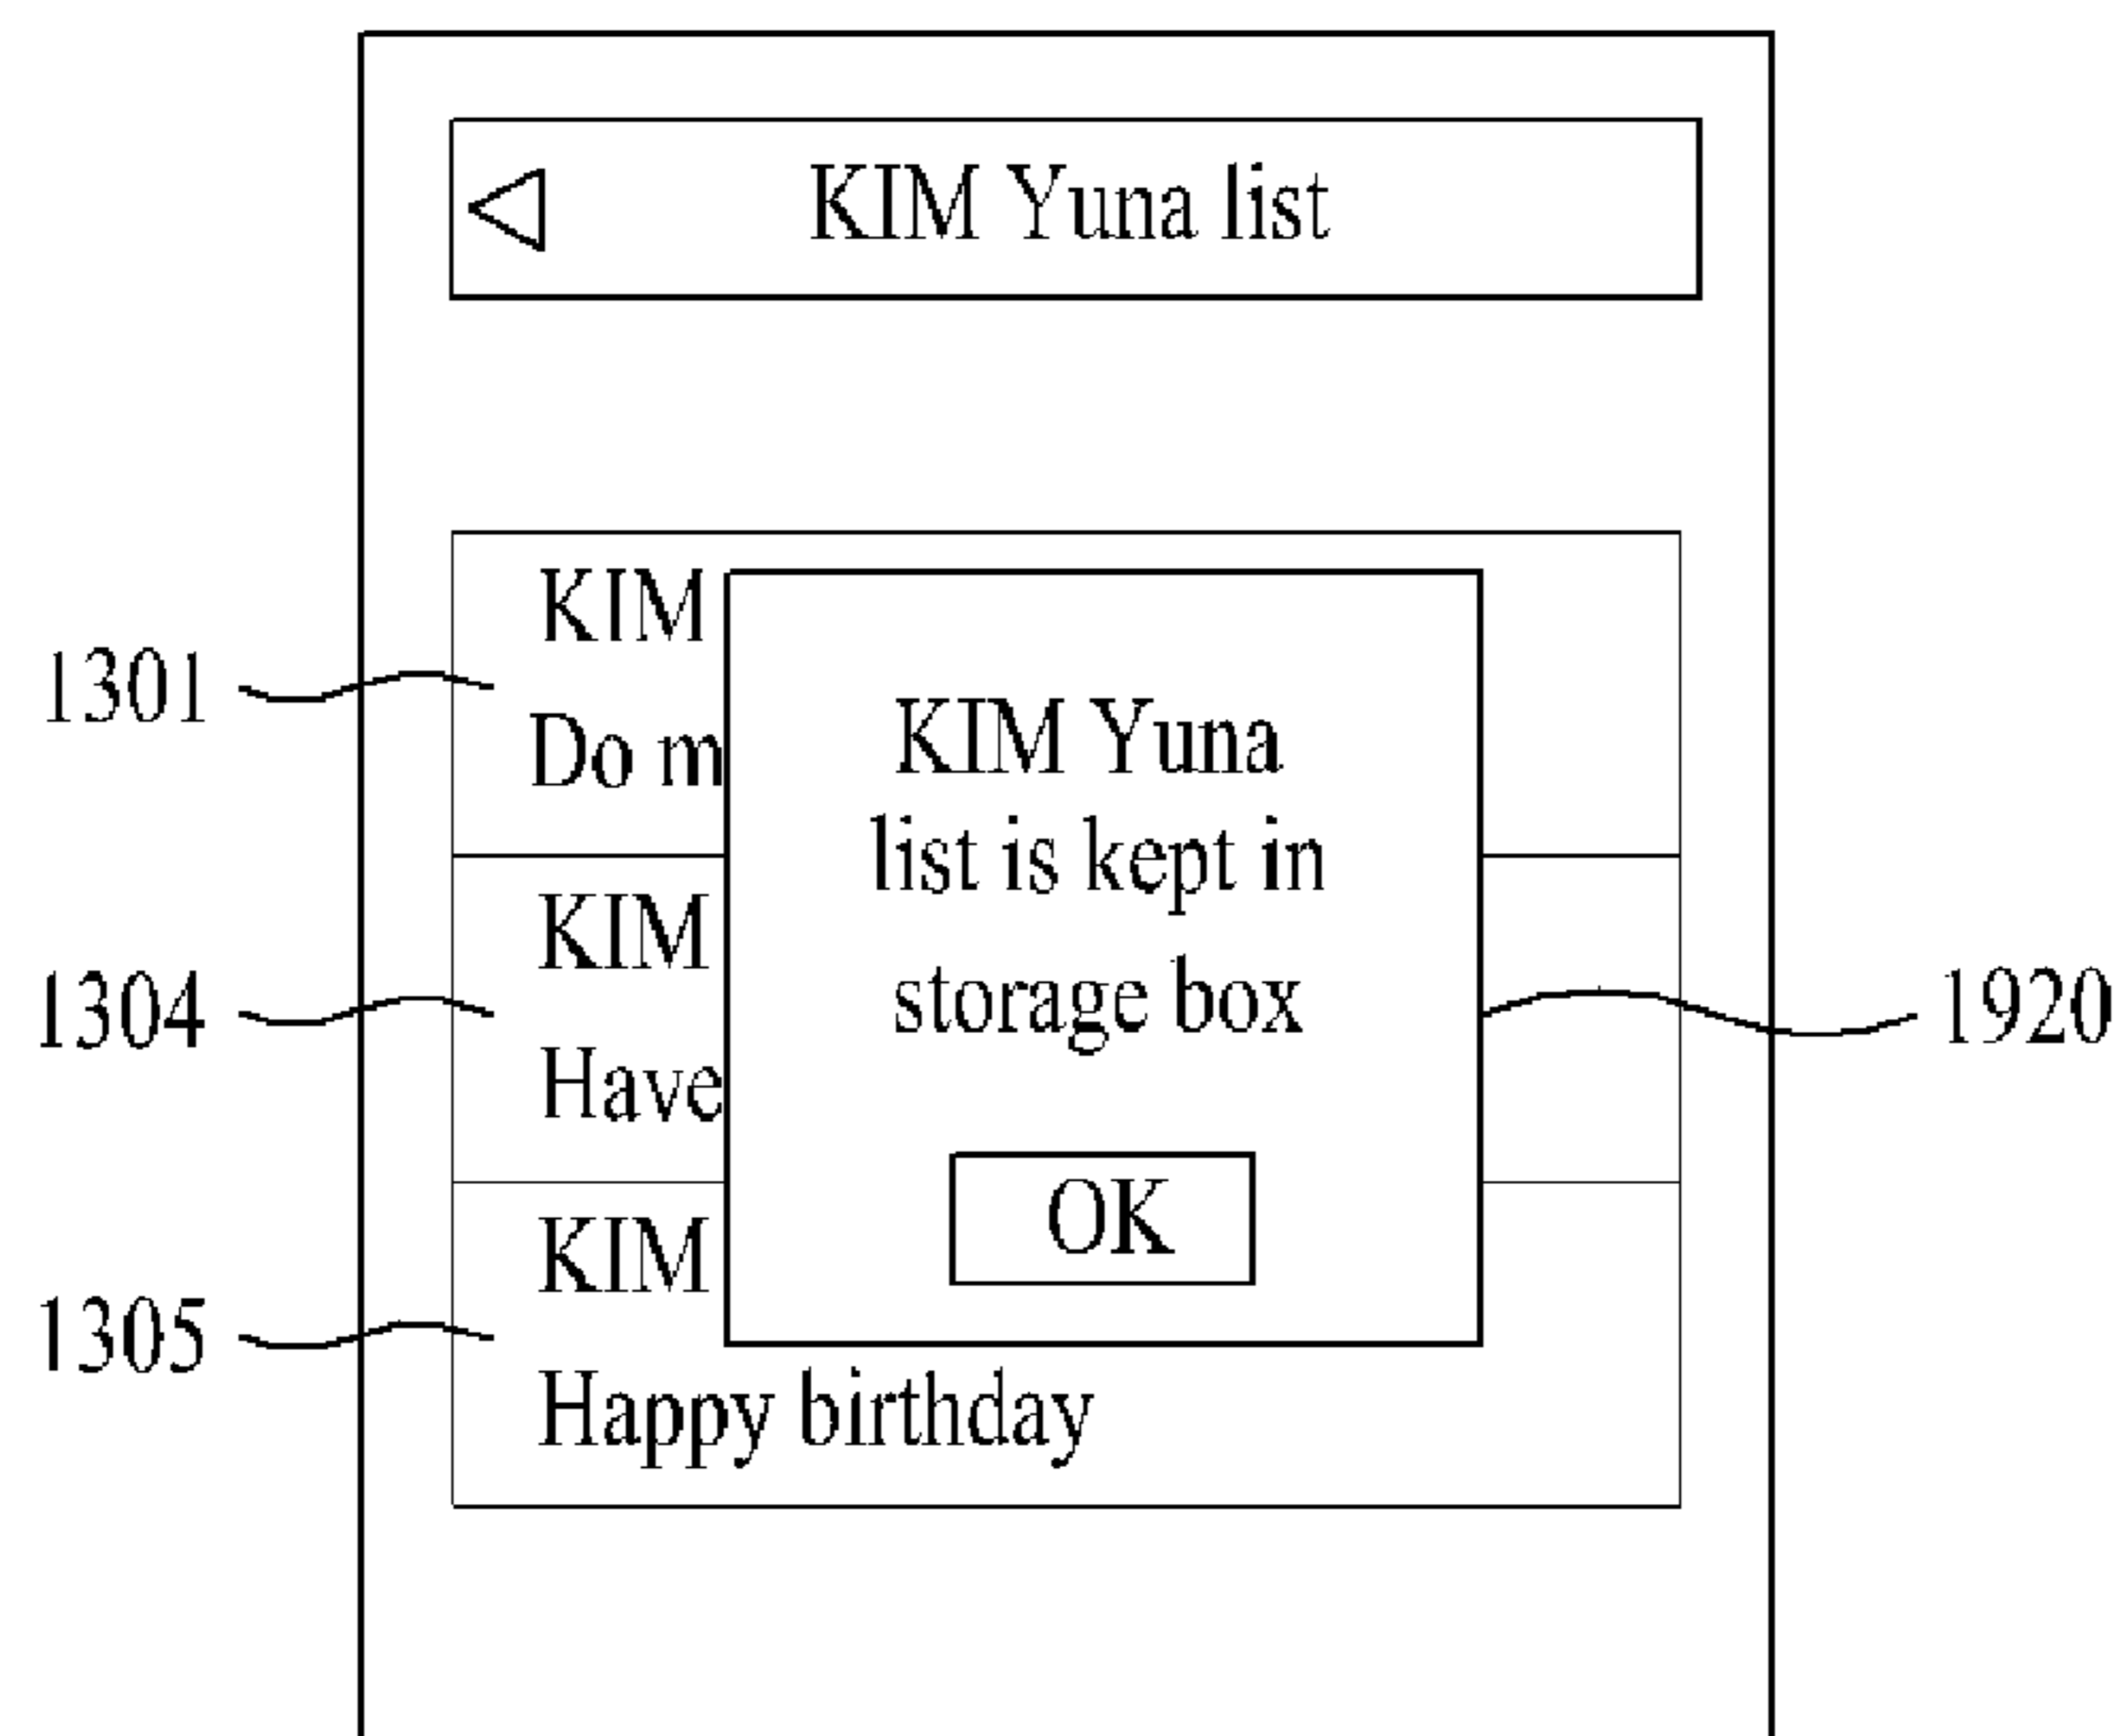 KIM Yuna list
KIM
1301
Do m
KIM Yuna
list is kept in
storage box
KIM
1304
Have
1920
OK
KIM
1305
Happy birthday